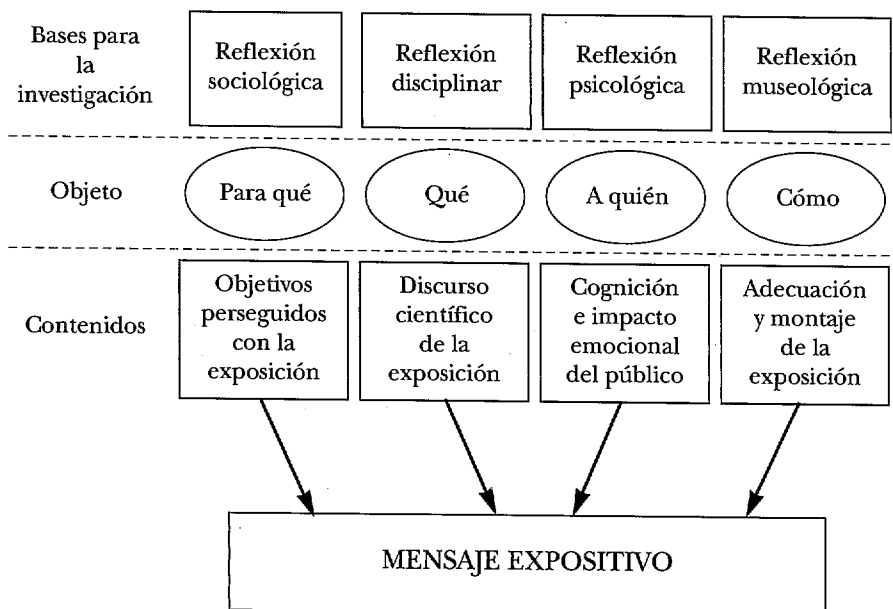 Bases para
la
investigación
Reflexión
sociológica
Reflexión
disciplinar
Reflexión
psicológica
Reflexión
museológica
Objeto
Para qué
Qué
A quién
Cómo
Contenidos
Objetivos
perseguidos
con la
exposición
Discurso
científico
de la
exposición
Cognición
e impacto
emocional
del público
Adecuación
y montaje
de la
exposición
MENSAJE EXPOSITIVO